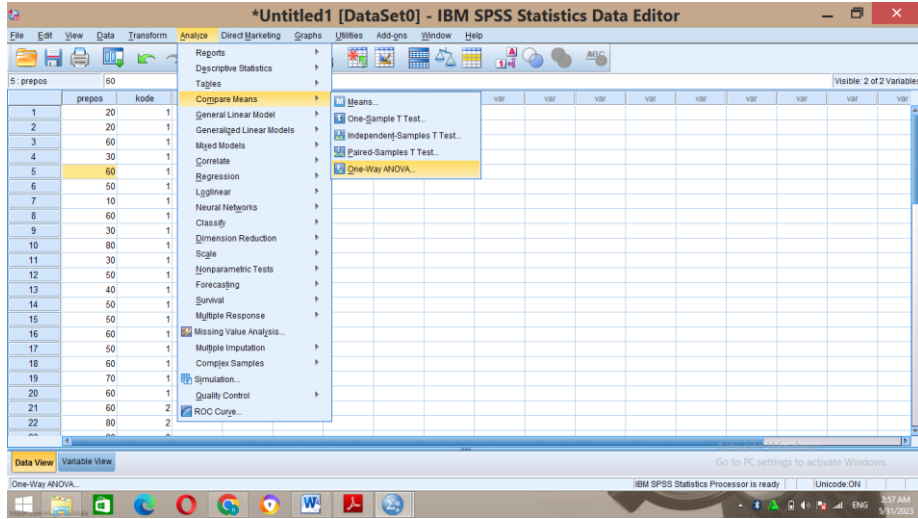 *Untitled1 [DataSet0] - IBM SPSS Statistics Data Editor
File Edit View Data Transform Analyze Direct Marketing Graphs Utilities Add-ons Window Help
5 : prepos 60 Visible: 2 of 2 Variables
prepos kode var var var var var var var
1 20 1
2 20 1
3 60 1
4 30 1
5 60 1
6 50 1
7 10 1
8 60 1
9 30 1
10 80 1
11 30 1
12 50 1
13 40 1
14 50 1
15 50 1
16 60 1
17 50 1
18 60 1
19 70 1
20 60 1
21 60 2
22 80 2
Reports
Descriptive Statistics
Tables
Compare Means
General Linear Model
Generalized Linear Models
Mixed Models
Correlate
Regression
Loglinear
Neural Networks
Classify
Dimension Reduction
Scale
Nonparametric Tests
Forecasting
Survival
Multiple Response
Missing Value Analysis...
Multiple Imputation
Complex Samples
Simulation...
Quality Control
ROC Curve...
Means...
One-Sample T Test...
Independent-Samples T Test...
Paired-Samples T Test...
One-Way ANOVA...
Data View Variable View
Go to PC settings to activate Windows.
One-Way ANOVA... IBM SPSS Statistics Processor is ready Unicode:ON
ENG 2:57 AM
5/31/2023